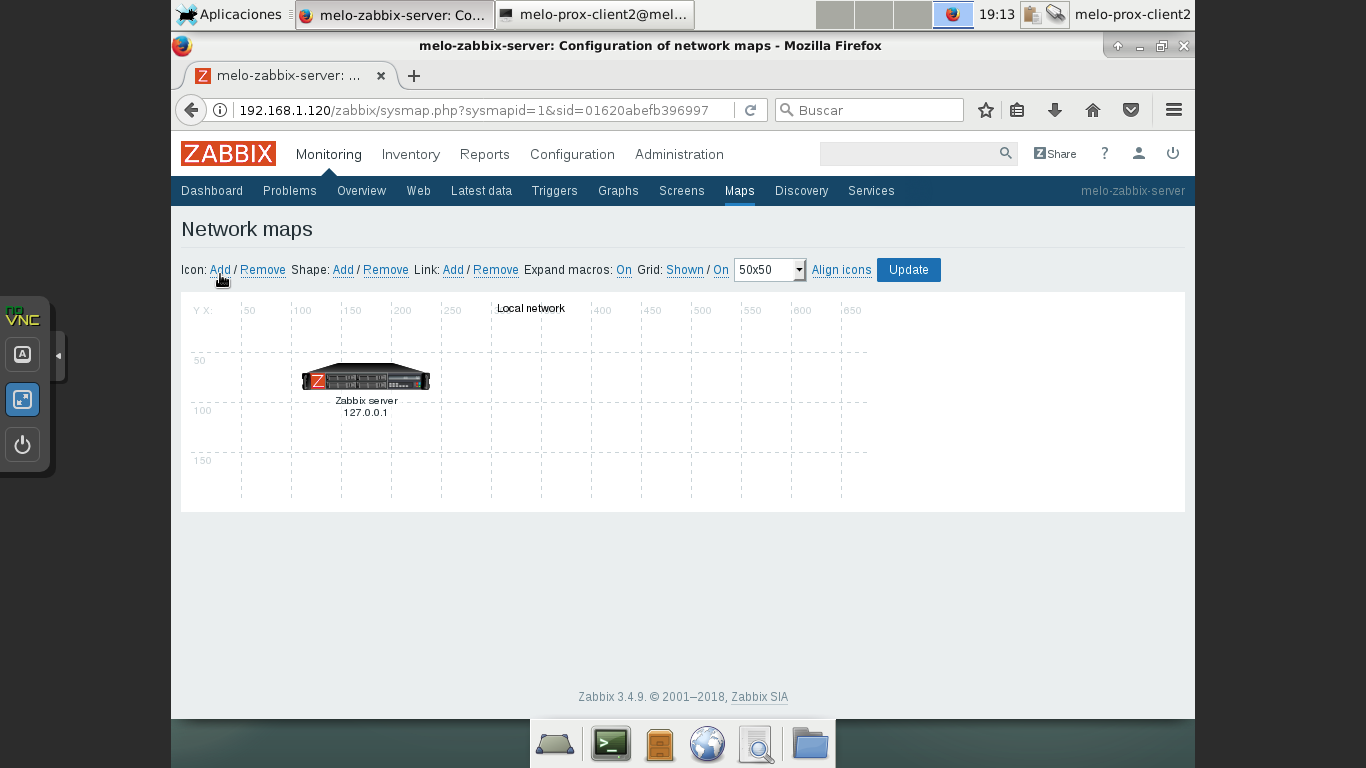 Aplicaciones melo-zabbix-server: Co... melo-prox-client2@mel... 19:13 melo-prox-client2
melo-zabbix-server: Configuration of network maps - Mozilla Firefox
Z melo-zabbix-server: ...
192.168.1.120/zabbix/sysmap.php?sysmapid=1&sid=01620abefb396997 Buscar
ZABBIX Monitoring Inventory Reports Configuration Administration Z Share ?
Dashboard Problems Overview Web Latest data Triggers Graphs Screens Maps Discovery Services melo-zabbix-server
Network maps
Icon: Add / Remove Shape: Add / Remove Link: Add / Remove Expand macros: On Grid: Shown / On 50x50 Align icons Update
Y X: 50 100 150 200 250 Local network 400 450 500 550 600 650
50
Z
Zabbix server
100
127.0.0.1
150
Zabbix 3.4.9. © 2001–2018, Zabbix SIA
no
VNC
A